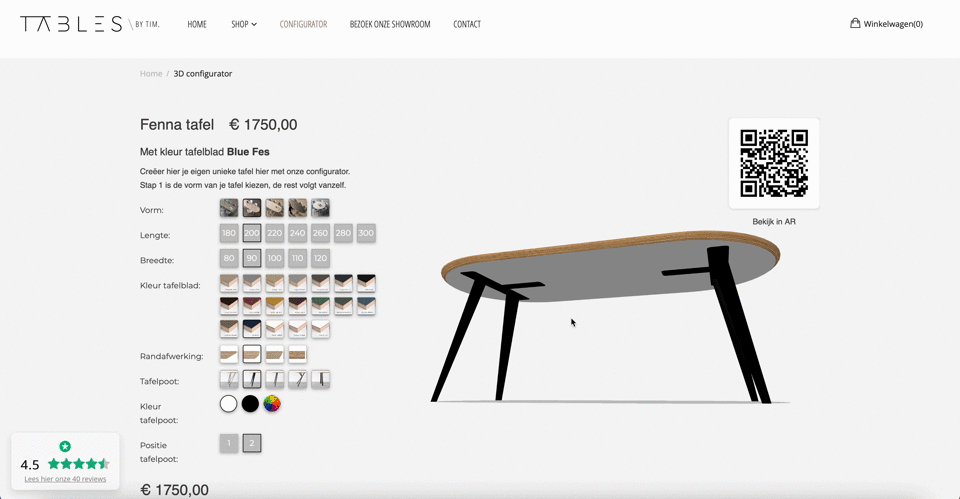 TABLES BY TIM.
HOME SHOP CONFIGURATOR BEZOEK ONZE SHOWROOM CONTACT
Winkelwagen(0)
Home / 3D configurator
Fenna tafel € 1750,00
Met kleur tafelblad Blue Fes
Creëer hier je eigen unieke tafel hier met onze configurator.
Stap 1 is de vorm van je tafel kiezen, de rest volgt vanzelf.
Bekijk in AR
Vorm:
Lengte: 180 200 220 240 260 280 300
Breedte: 80 90 100 110 120
Kleur tafelblad:
Randafwerking:
Tafelpoot:
Kleur
tafelpoot:
Positie
tafelpoot:
1 2
4.5
Lees hier onze 40 reviews
€ 1750,00